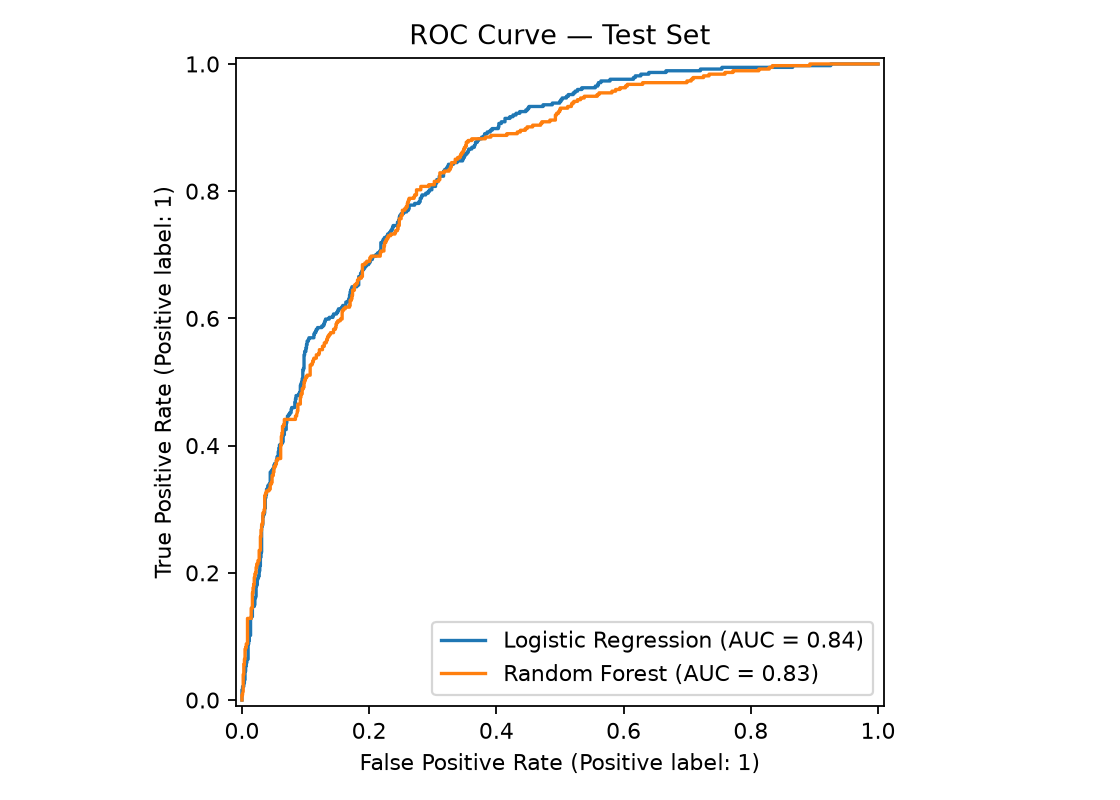 ROC Curve — Test Set
1.0
0.8
0.6
0.4
0.2
0.0
True Positive Rate (Positive label: 1)
Logistic Regression (AUC = 0.84)
Random Forest (AUC = 0.83)
0.0 0.2 0.4 0.6 0.8 1.0
False Positive Rate (Positive label: 1)